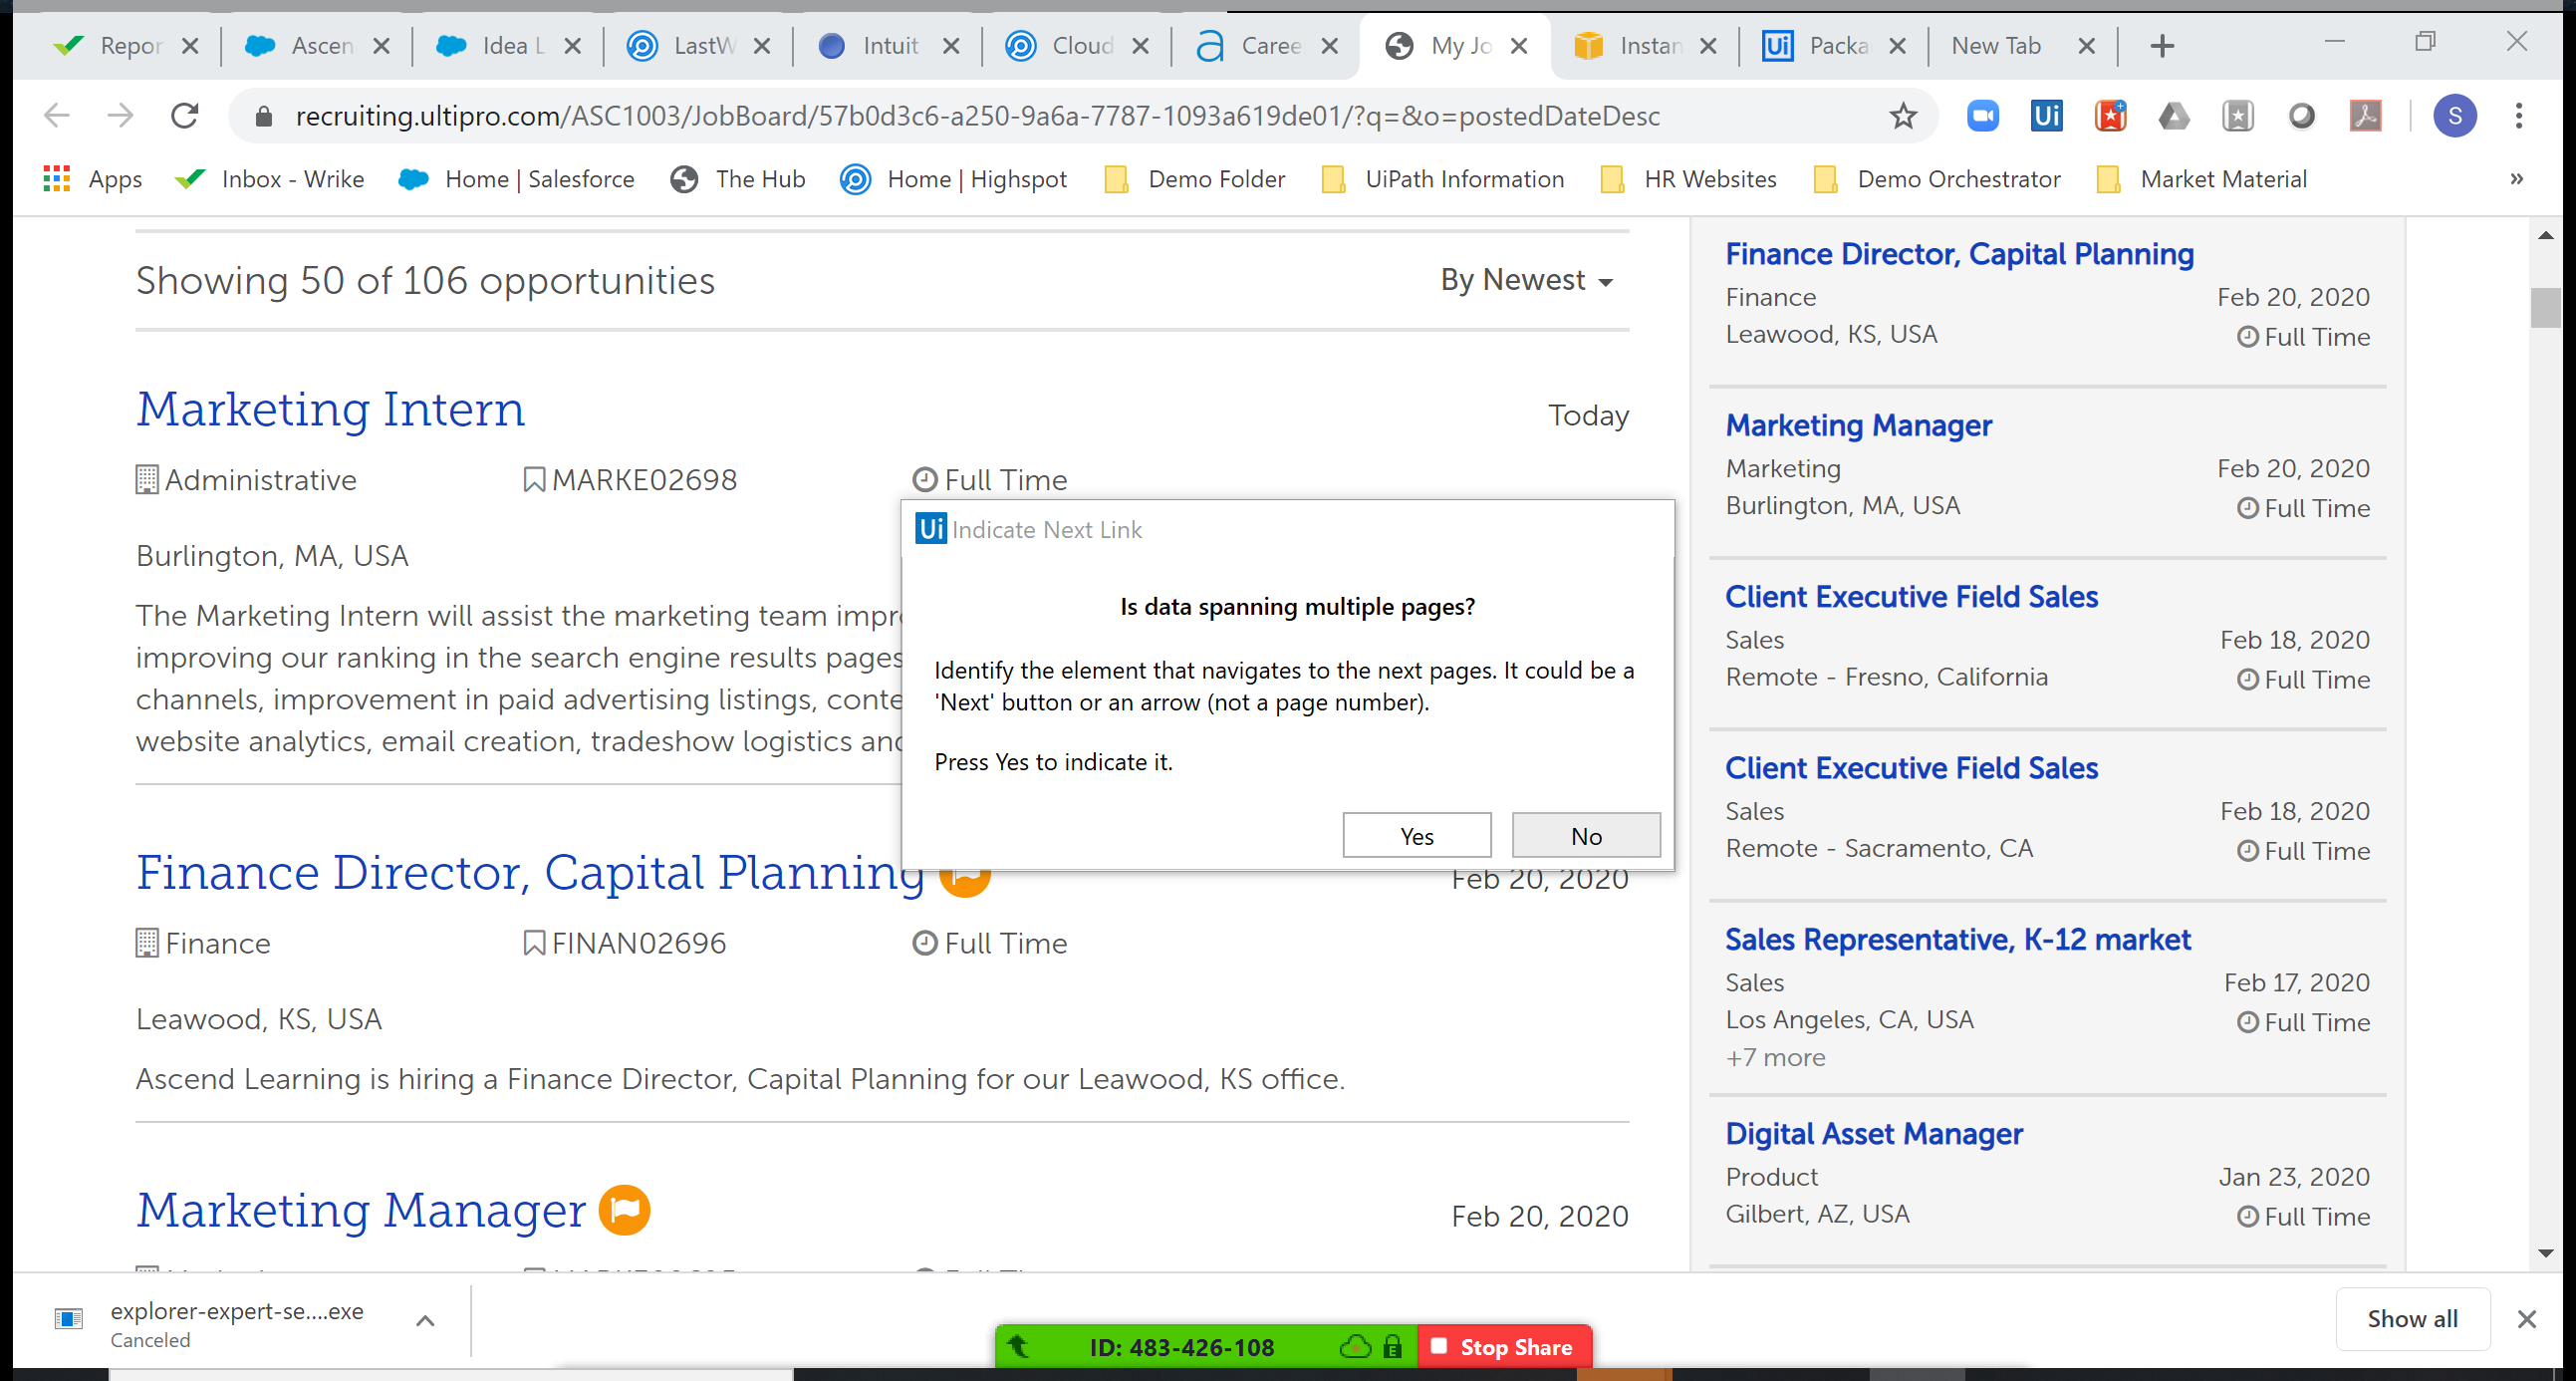 Repor
Ascen
Idea L
LastW
Intuit
Cloud
Caree
My Jo
Instan
Ui
Packa
New Tab
recruiting.ultipro.com/ASC1003/JobBoard/57b0d3c6-a250-9a6a-7787-1093a619de01/?q=&o=postedDateDesc
Ui
S
Apps
Inbox - Wrike
Home | Salesforce
The Hub
Home | Highspot
Demo Folder
UiPath Information
HR Websites
Demo Orchestrator
Market Material
»
Showing 50 of 106 opportunities
By Newest
Marketing Intern
Today
Administrative
MARKE02698
Full Time
Burlington, MA, USA
The Marketing Intern will assist the marketing team impr
improving our ranking in the search engine results pages
channels, improvement in paid advertising listings, conte
website analytics, email creation, tradeshow logistics and
Finance Director, Capital Planning
Feb 20, 2020
Finance
FINAN02696
Full Time
Leawood, KS, USA
Ascend Learning is hiring a Finance Director, Capital Planning for our Leawood, KS office.
Marketing Manager
Feb 20, 2020
Ui Indicate Next Link
Is data spanning multiple pages?
Identify the element that navigates to the next pages. It could be a
'Next' button or an arrow (not a page number).
Press Yes to indicate it.
Yes
No
Finance Director, Capital Planning
Finance
Feb 20, 2020
Leawood, KS, USA
Full Time
Marketing Manager
Marketing
Feb 20, 2020
Burlington, MA, USA
Full Time
Client Executive Field Sales
Sales
Feb 18, 2020
Remote - Fresno, California
Full Time
Client Executive Field Sales
Sales
Feb 18, 2020
Remote - Sacramento, CA
Full Time
Sales Representative, K-12 market
Sales
Feb 17, 2020
Los Angeles, CA, USA
Full Time
+7 more
Digital Asset Manager
Product
Jan 23, 2020
Gilbert, AZ, USA
Full Time
explorer-expert-se....exe
Canceled
ID: 483-426-108
E
Stop Share
Show all